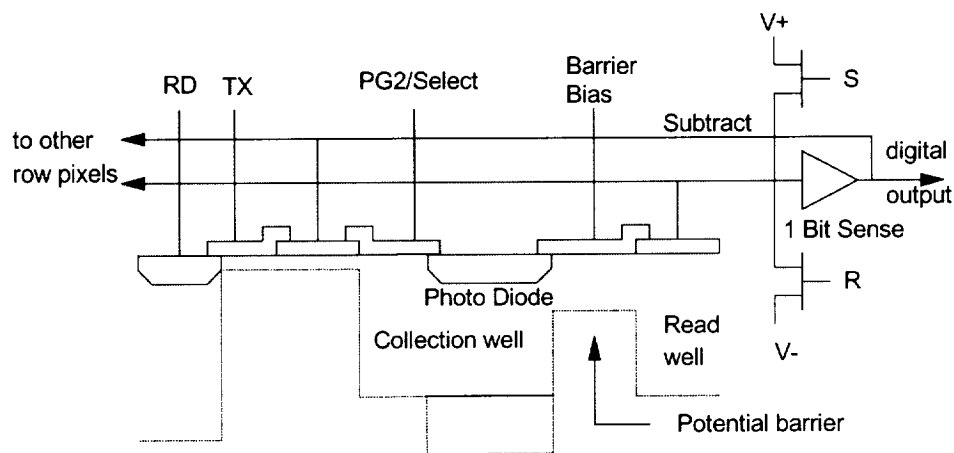 V+
RD
TX
PG2/Select
Barrier
Bias
S
Subtract
to other
row pixels
digital
output
1 Bit Sense
Photo Diode
R
Collection well
Read
well
V-
Potential barrier